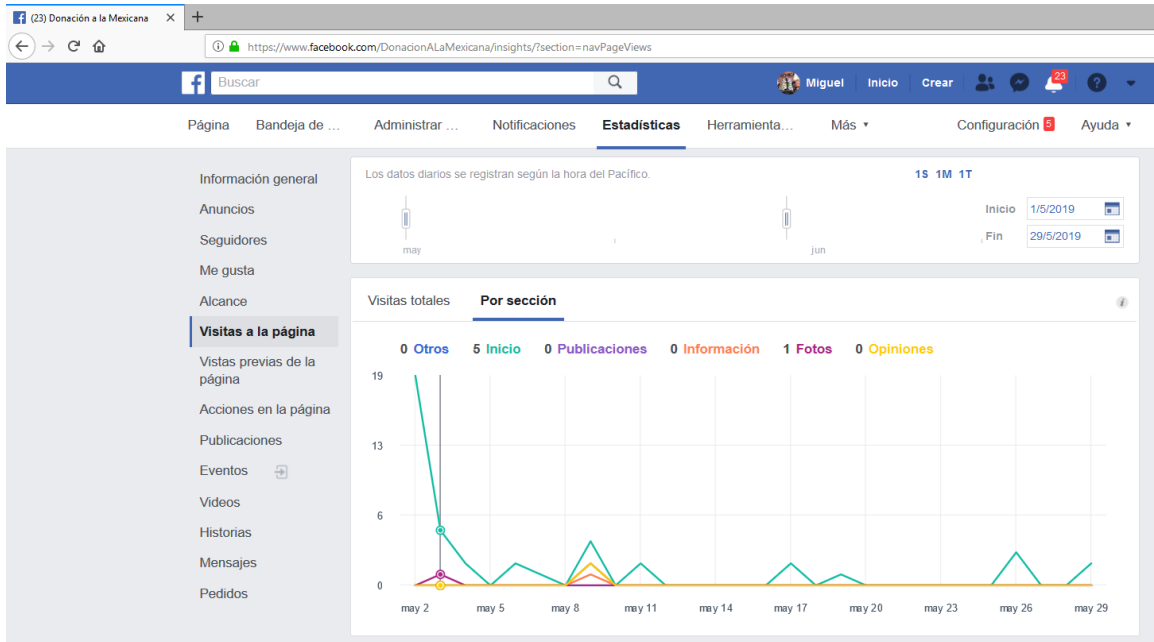 (23) Donación a la Mexicana
https://www.facebook.com/DonacionALaMexicana/insights/?section=navPageViews
f Buscar Miguel Inicio Crear 23
Página Bandeja de ... Administrar ... Notificaciones Estadísticas Herramienta... Más Configuración 5 Ayuda
Información general
Anuncios
Seguidores
Me gusta
Alcance
Visitas a la página
Vistas previas de la
página
Acciones en la página
Publicaciones
Eventos
Videos
Historias
Mensajes
Pedidos
Los datos diarios se registran según la hora del Pacífico. 1S 1M 1T
Inicio 1/5/2019
Fin 29/5/2019
may jun
Visitas totales Por sección
0 Otros 5 Inicio 0 Publicaciones 0 Información 1 Fotos 0 Opiniones
19
13
6
0
may 2 may 5 may 8 may 11 may 14 may 17 may 20 may 23 may 26 may 29